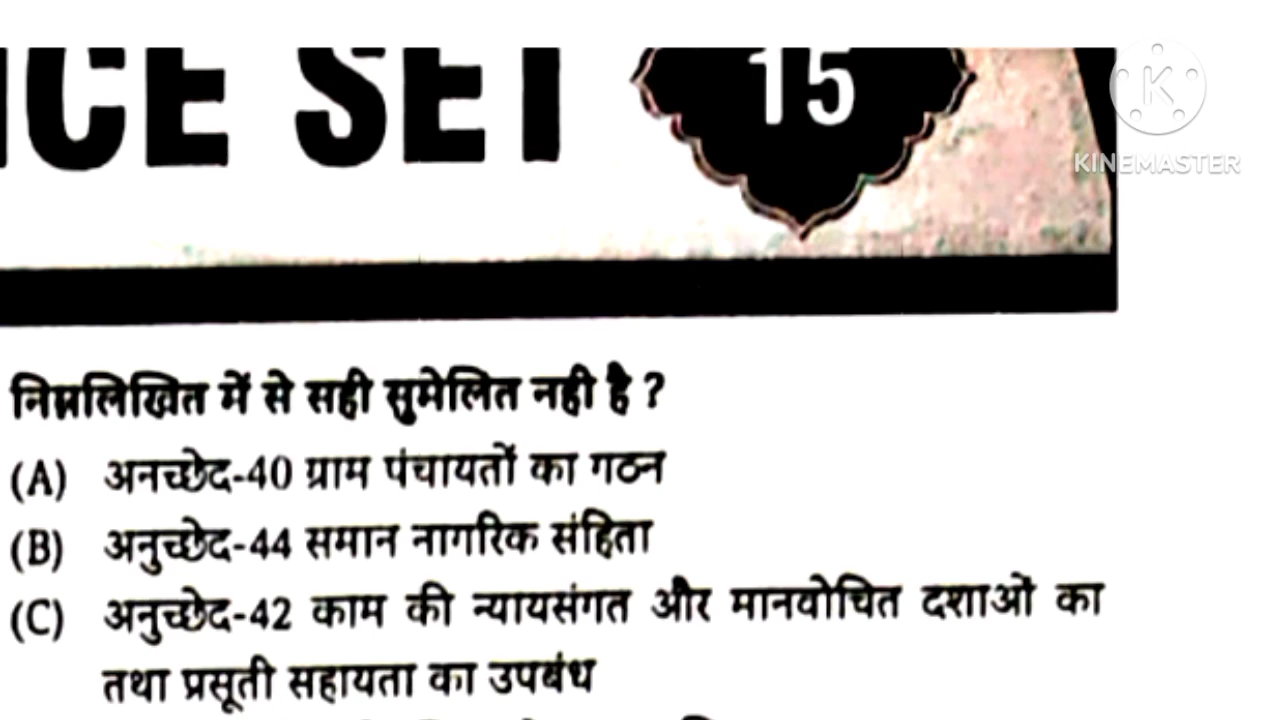 ICE SET 15
KINEMASTER
निम्नलिखित में से सही सुमेलित नही है ?
(A) अनच्छेद-40 ग्राम पंचायतों का गठन
(B) अनुच्छेद-44 समान नागरिक संहिता
(C) अनुच्छेद-42 काम की न्यायसंगत और मानवोचित दशाओं का
तथा प्रसूती सहायता का उपबंध